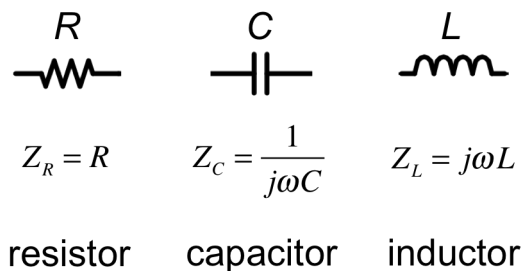 R C L
Z_R = R Z_C = 1/(jωC) Z_L = jωL
resistor capacitor inductor